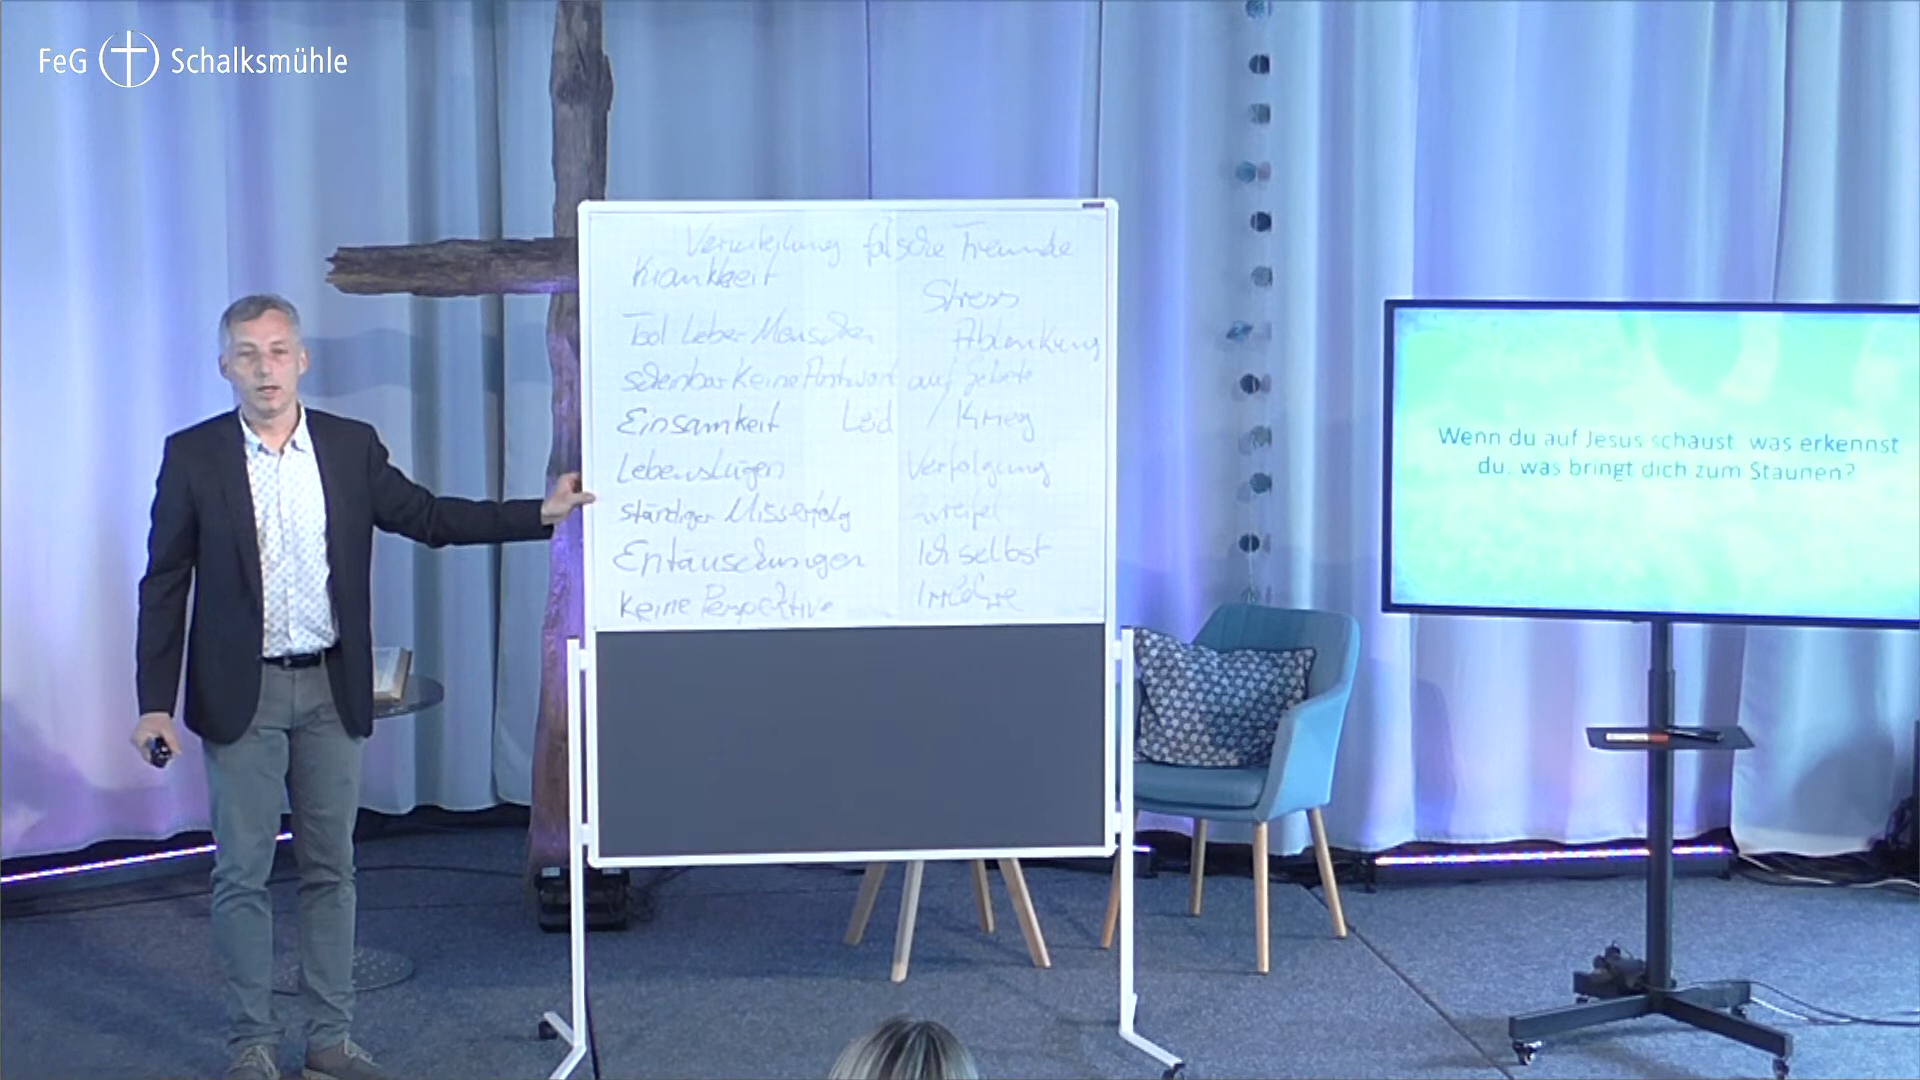 FeG Schalksmühle
Verurteilung falsche Freunde
Krankheit
Stress
Tod lieber Menschen
Ablenkung
scheinbar keine Antwort auf Gebete
Einsamkeit Leid / Krieg
Lebenslügen Verfolgung
ständiger Misserfolg zweifel
Entäuschungen Ich selbst
Keine Perspektive Irrlehre
Wenn du auf Jesus schaust, was erkennst
du, was bringt dich zum Staunen?